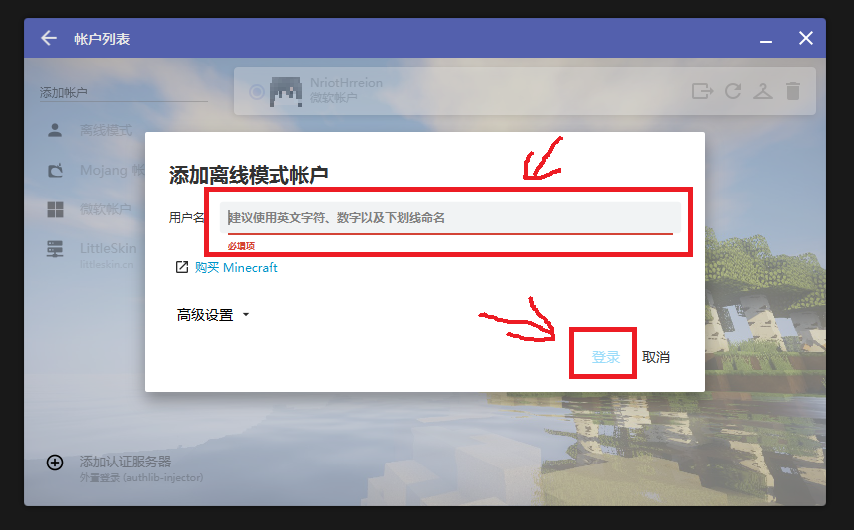 帐户列表
添加帐户
NriotHrreion
微软帐户
离线模式
Mojang 帐
微软帐户
LittleSkin
littleskin.cn
添加离线模式帐户
用户名
建议使用英文字符、数字以及下划线命名
必填项
购买 Minecraft
高级设置
登录 取消
添加认证服务器
外置登录 (authlib-injector)